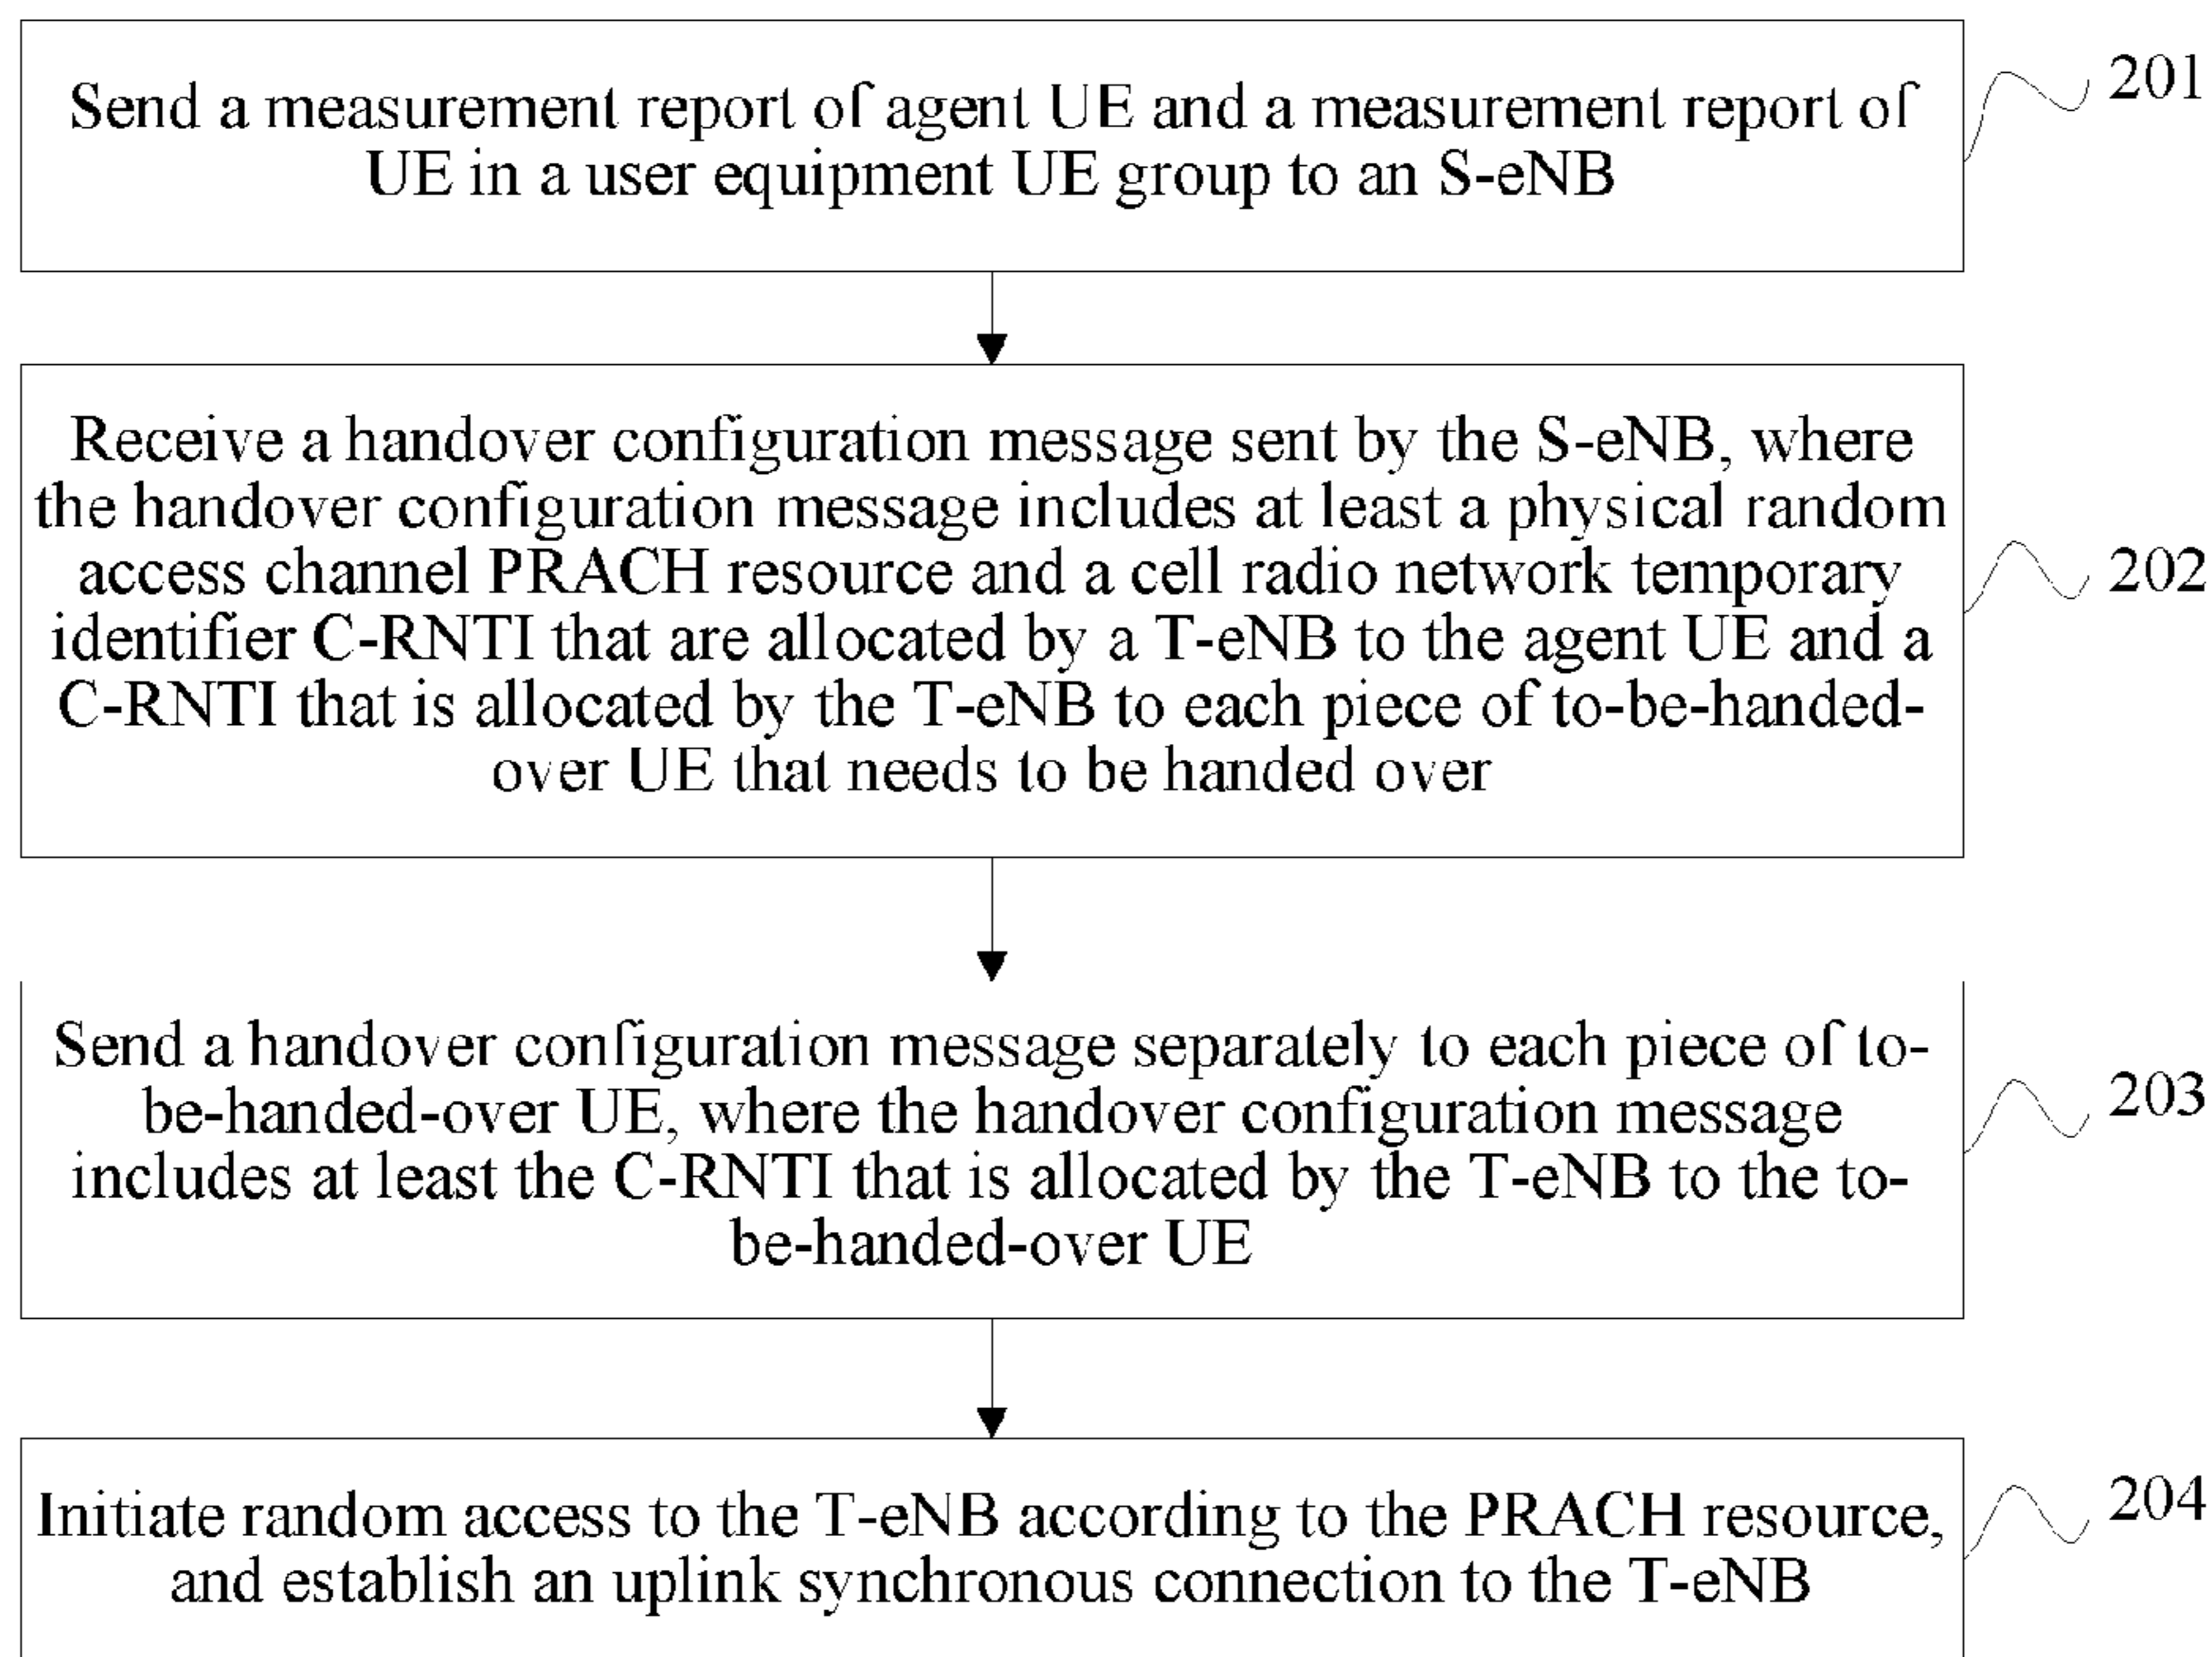 Send a measurement report of agent UE and a measurement report of
UE in a user equipment UE group to an S-eNB
201
Receive a handover configuration message sent by the S-eNB, where
the handover configuration message includes at least a physical random
access channel PRACH resource and a cell radio network temporary
identifier C-RNTI that are allocated by a T-eNB to the agent UE and a
C-RNTI that is allocated by the T-eNB to each piece of to-be-handed-
over UE that needs to be handed over
202
Send a handover configuration message separately to each piece of to-
be-handed-over UE, where the handover configuration message
includes at least the C-RNTI that is allocated by the T-eNB to the to-
be-handed-over UE
203
Initiate random access to the T-eNB according to the PRACH resource,
and establish an uplink synchronous connection to the T-eNB
204